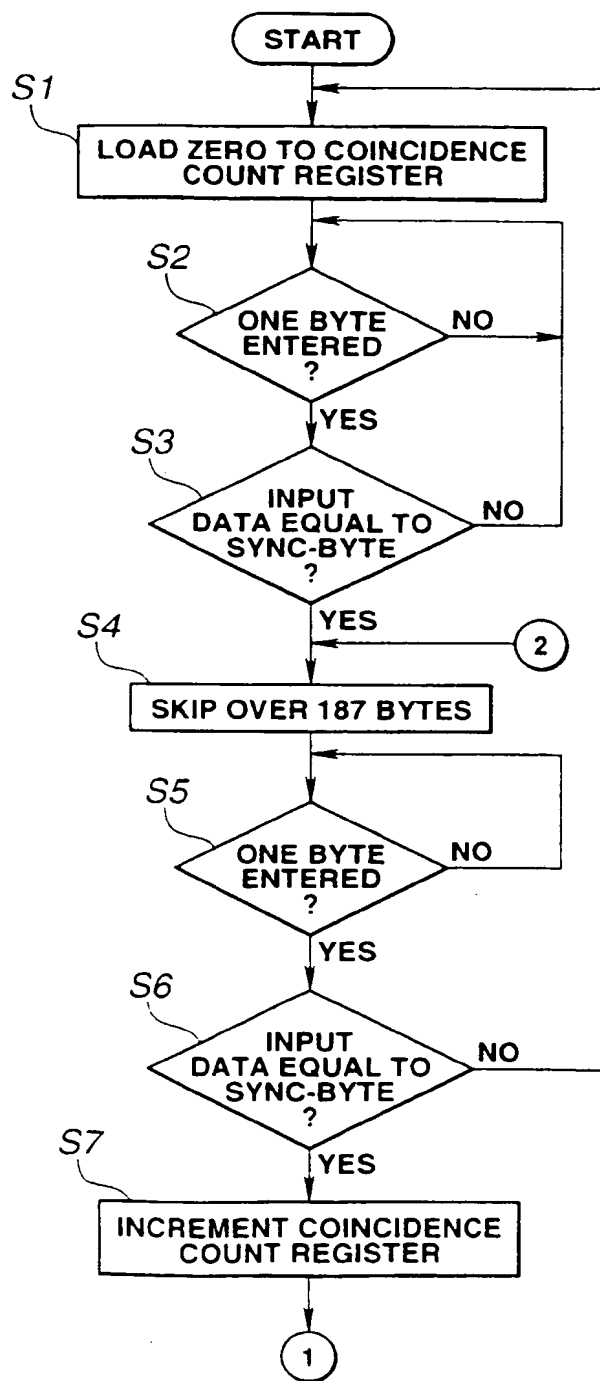 START
S1
LOAD ZERO TO COINCIDENCE
COUNT REGISTER
S2
ONE BYTE
ENTERED
?
NO
YES
S3
INPUT
DATA EQUAL TO
SYNC-BYTE
?
NO
YES
S4
2
SKIP OVER 187 BYTES
S5
ONE BYTE
ENTERED
?
NO
YES
S6
INPUT
DATA EQUAL TO
SYNC-BYTE
?
NO
YES
S7
INCREMENT COINCIDENCE
COUNT REGISTER
1